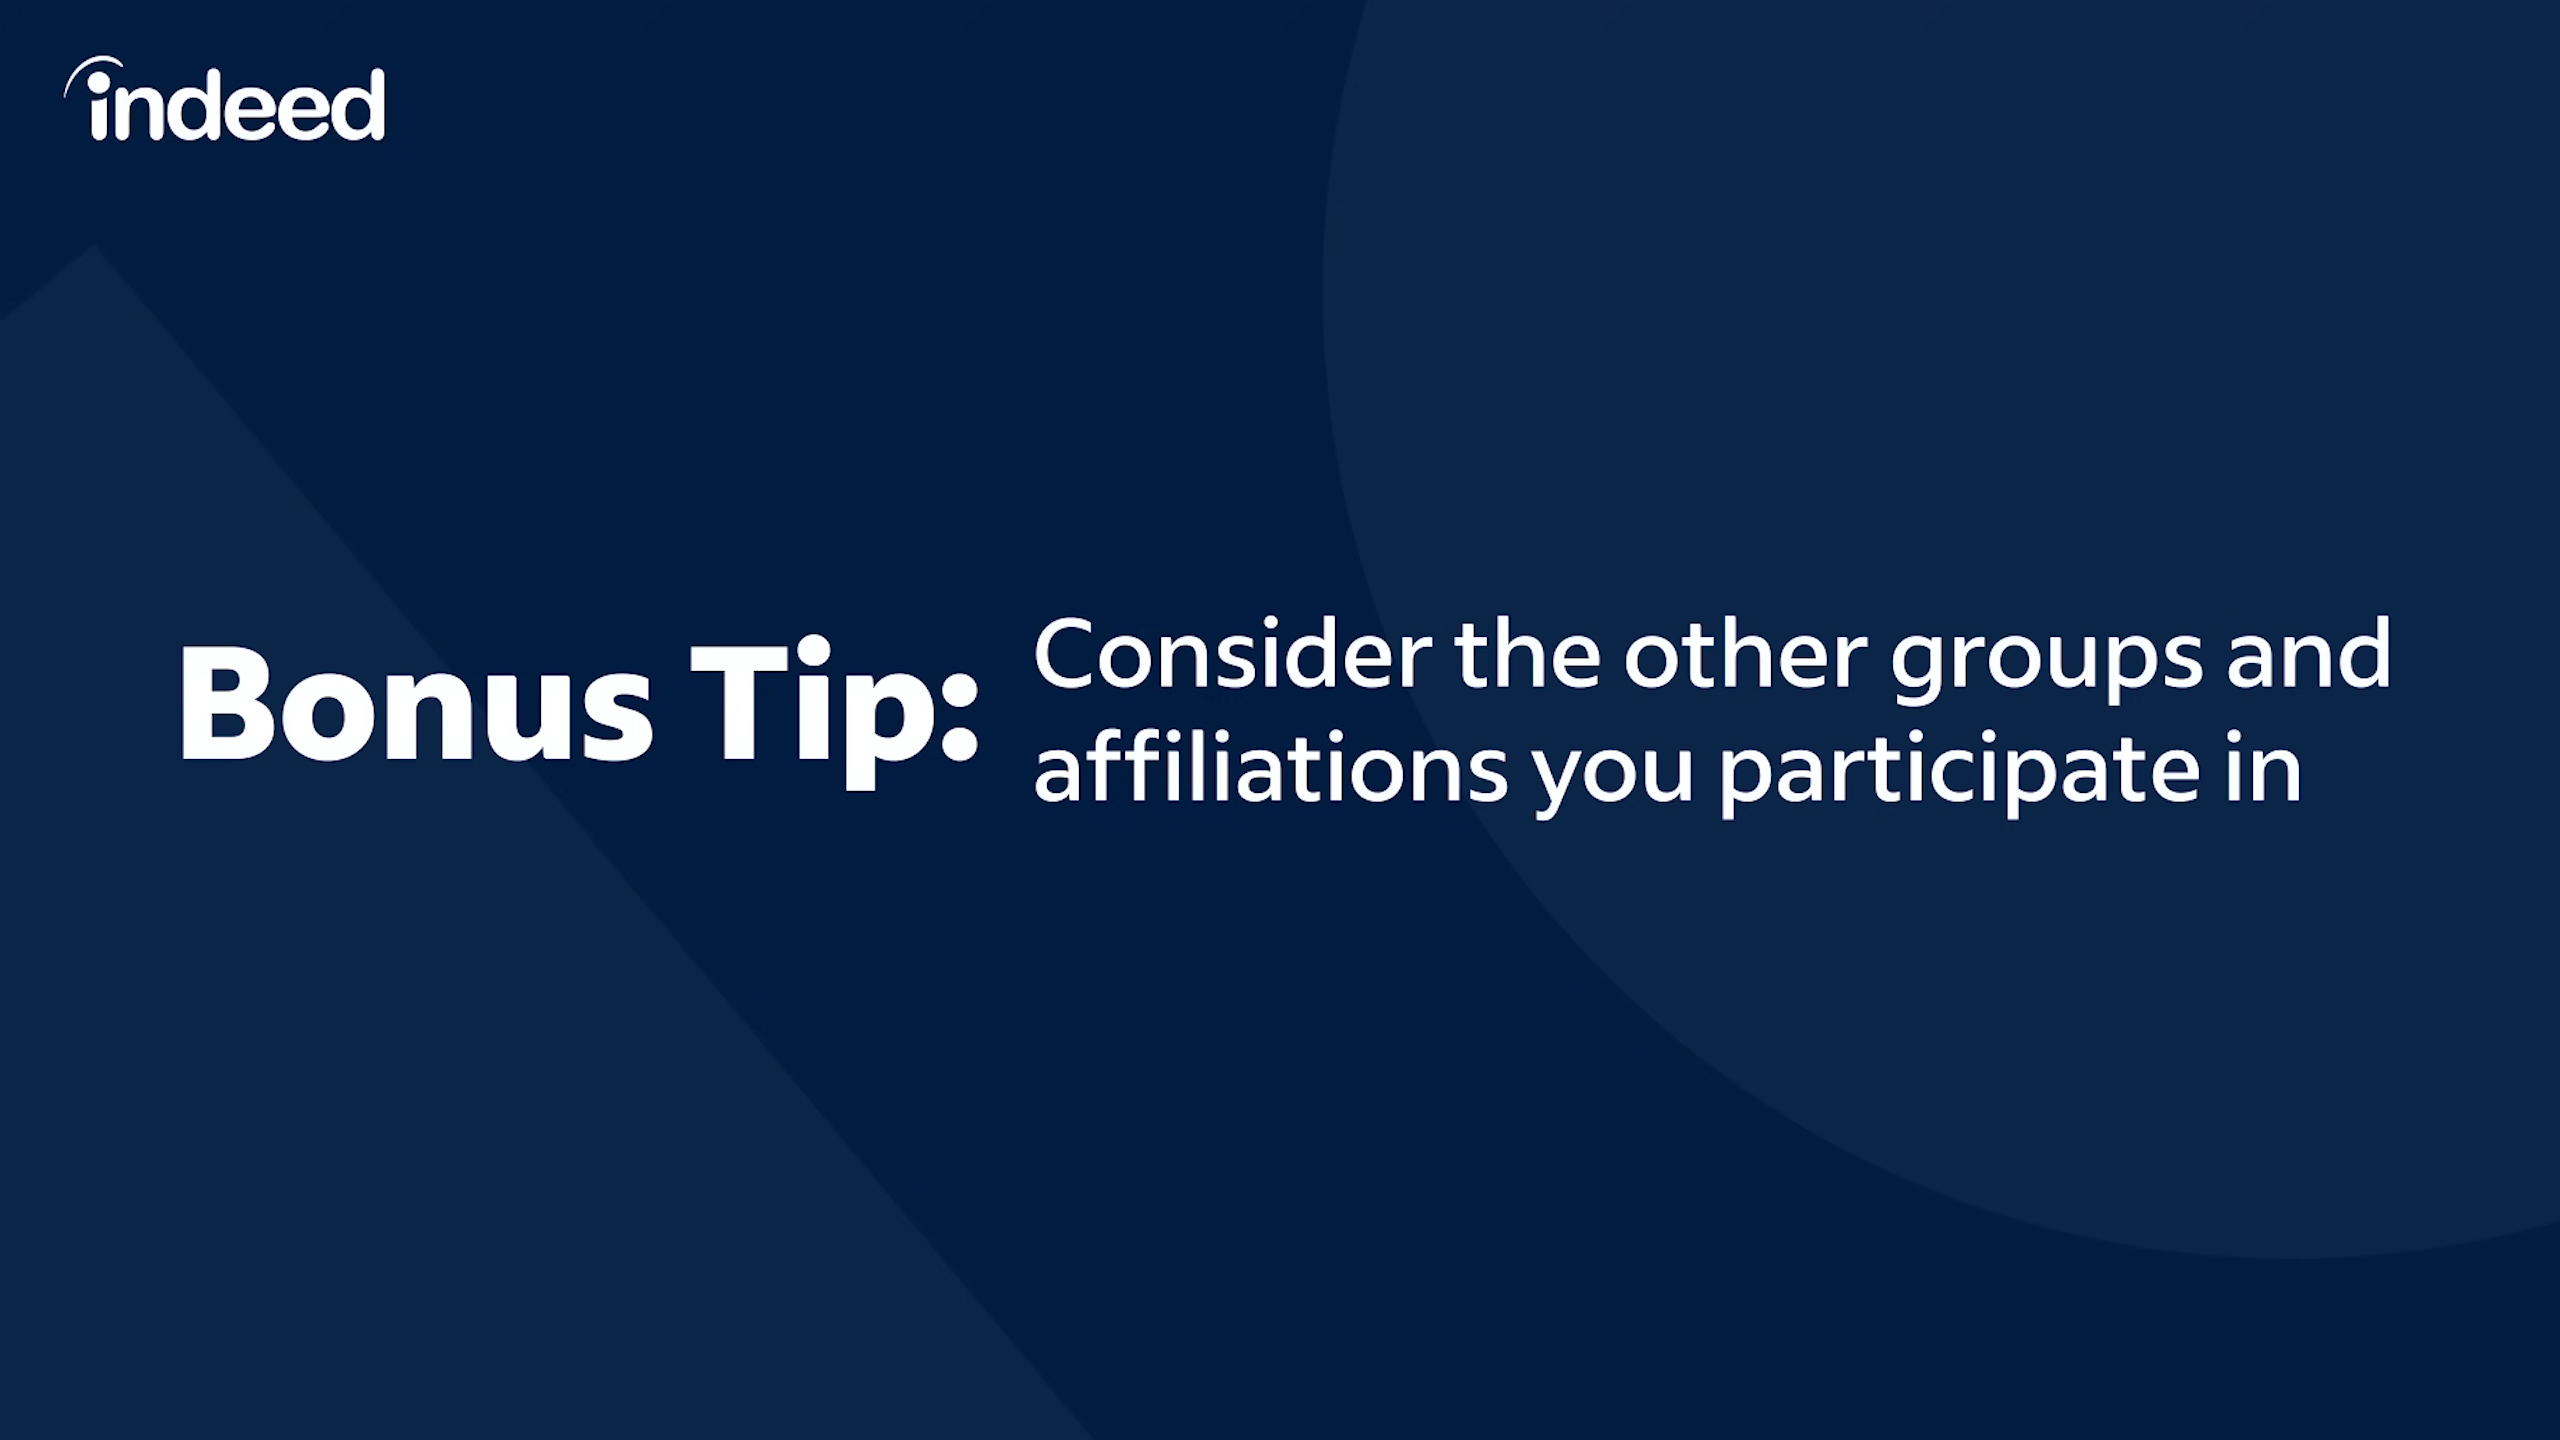 indeed
Bonus Tip:
Consider the other groups and
affiliations you participate in